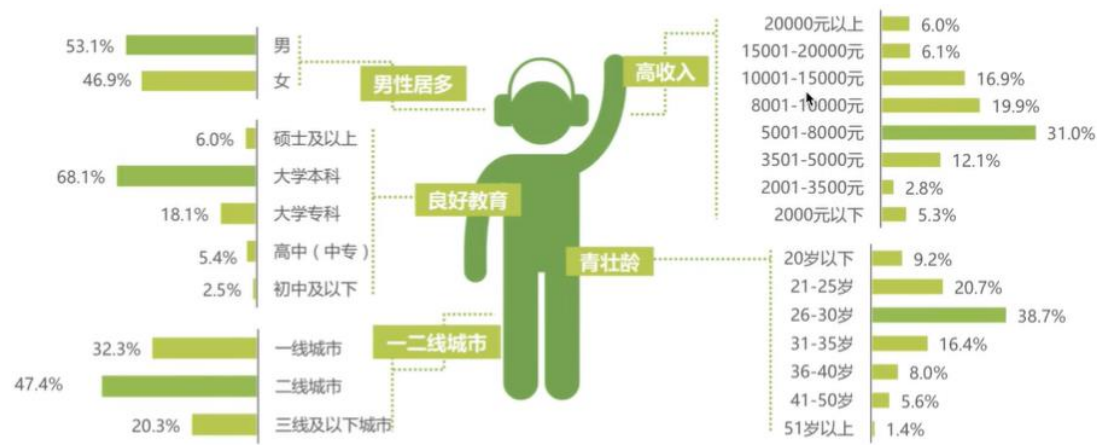 53.1% 男
46.9% 女
男性居多
6.0% 硕士及以上
68.1% 大学本科
18.1% 大学专科
5.4% 高中（中专）
2.5% 初中及以下
良好教育
32.3% 一线城市
47.4% 二线城市
20.3% 三线及以下城市
一二线城市
高收入
20000元以上 6.0%
15001-20000元 6.1%
10001-15000元 16.9%
8001-10000元 19.9%
5001-8000元 31.0%
3501-5000元 12.1%
2001-3500元 2.8%
2000元以下 5.3%
青壮龄
20岁以下 9.2%
21-25岁 20.7%
26-30岁 38.7%
31-35岁 16.4%
36-40岁 8.0%
41-50岁 5.6%
51岁以上 1.4%